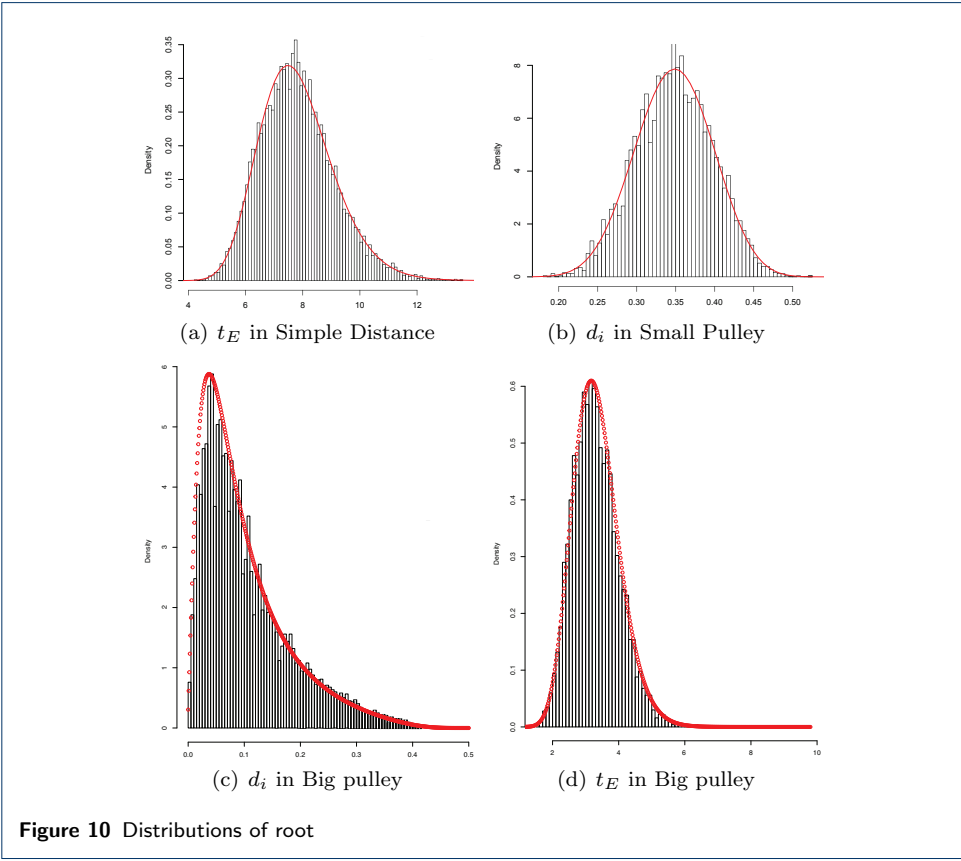 Density
0.00 0.05 0.10 0.15 0.20 0.25 0.30 0.35
4 6 8 10 12
(a) t_E in Simple Distance
Density
0 2 4 6 8
0.20 0.25 0.30 0.35 0.40 0.45 0.50
(b) d_i in Small Pulley
Density
0 1 2 3 4 5 6
0.0 0.1 0.2 0.3 0.4 0.5
(c) d_i in Big pulley
Density
0.0 0.1 0.2 0.3 0.4 0.5 0.6
2 4 6 8 10
(d) t_E in Big pulley
Figure 10 Distributions of root